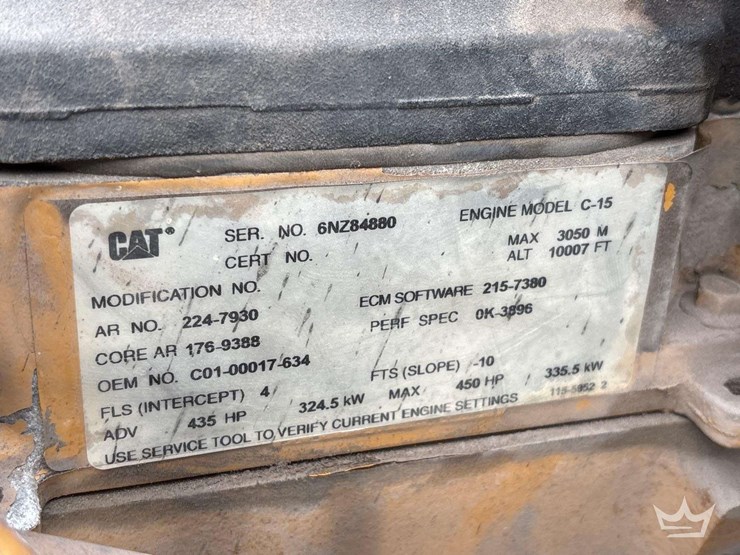 CAT®
SER. NO. 6NZ84880 ENGINE MODEL C-15
CERT NO. MAX 3050 M
ALT 10007 FT
MODIFICATION NO. ECM SOFTWARE 215-7380
AR NO. 224-7930 PERF SPEC 0K-3896
CORE AR 176-9388
OEM NO. C01-00017-634 FTS (SLOPE) -10
FLS (INTERCEPT) 4
ADV 435 HP 324.5 kW MAX 450 HP 335.5 kW
USE SERVICE TOOL TO VERIFY CURRENT ENGINE SETTINGS 115-5952 2